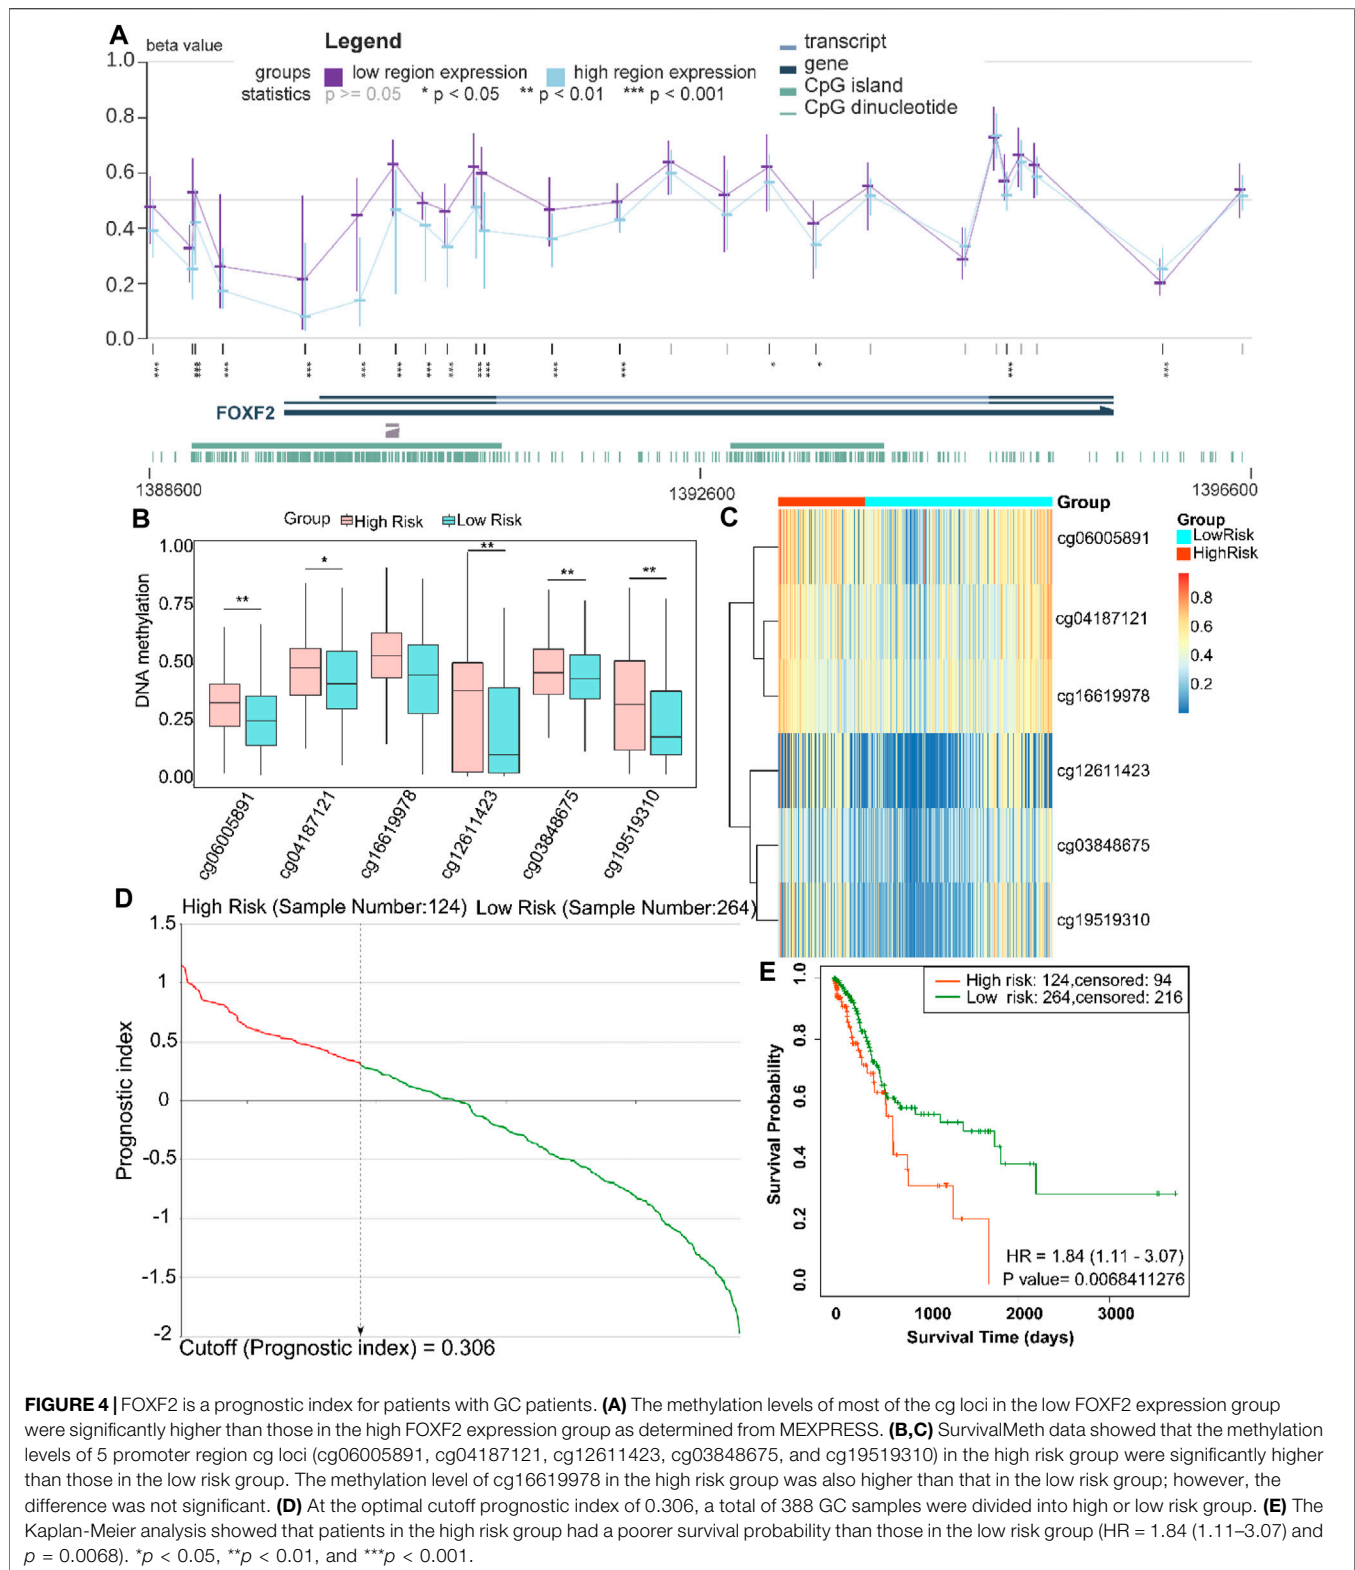 A
beta value
Legend
groups low region expression high region expression
statistics p >= 0.05 * p < 0.05 ** p < 0.01 *** p < 0.001
transcript
gene
CpG island
CpG dinucleotide
1.0
0.8
0.6
0.4
0.2
0.0
*** *** *** *** *** *** *** *** *** *** *** *** * * *** ***
FOXF2
1388600 1392600 1396600
B
Group High Risk Low Risk
DNA methylation
1.00
0.75
0.50
0.25
0.00
** * ** ** **
cg06005891 cg04187121 cg16619978 cg12611423 cg03848675 cg19519310
C
Group
cg06005891
cg04187121
cg16619978
cg12611423
cg03848675
cg19519310
Group
LowRisk
HighRisk
0.8
0.6
0.4
0.2
D
High Risk (Sample Number:124) Low Risk (Sample Number:264)
Prognostic index
1.5
1
0.5
0
-0.5
-1
-1.5
-2
Cutoff (Prognostic index) = 0.306
E
High risk: 124,censored: 94
Low risk: 264,censored: 216
Survival Probability
1.0
0.8
0.6
0.4
0.2
0.0
HR = 1.84 (1.11 - 3.07)
P value= 0.0068411276
0 1000 2000 3000
Survival Time (days)
FIGURE 4 | FOXF2 is a prognostic index for patients with GC patients. (A) The methylation levels of most of the cg loci in the low FOXF2 expression group
were significantly higher than those in the high FOXF2 expression group as determined from MEXPRESS. (B,C) SurvivalMeth data showed that the methylation
levels of 5 promoter region cg loci (cg06005891, cg04187121, cg12611423, cg03848675, and cg19519310) in the high risk group were significantly higher
than those in the low risk group. The methylation level of cg16619978 in the high risk group was also higher than that in the low risk group; however, the
difference was not significant. (D) At the optimal cutoff prognostic index of 0.306, a total of 388 GC samples were divided into high or low risk group. (E) The
Kaplan-Meier analysis showed that patients in the high risk group had a poorer survival probability than those in the low risk group (HR = 1.84 (1.11–3.07) and
p = 0.0068). *p < 0.05, **p < 0.01, and ***p < 0.001.